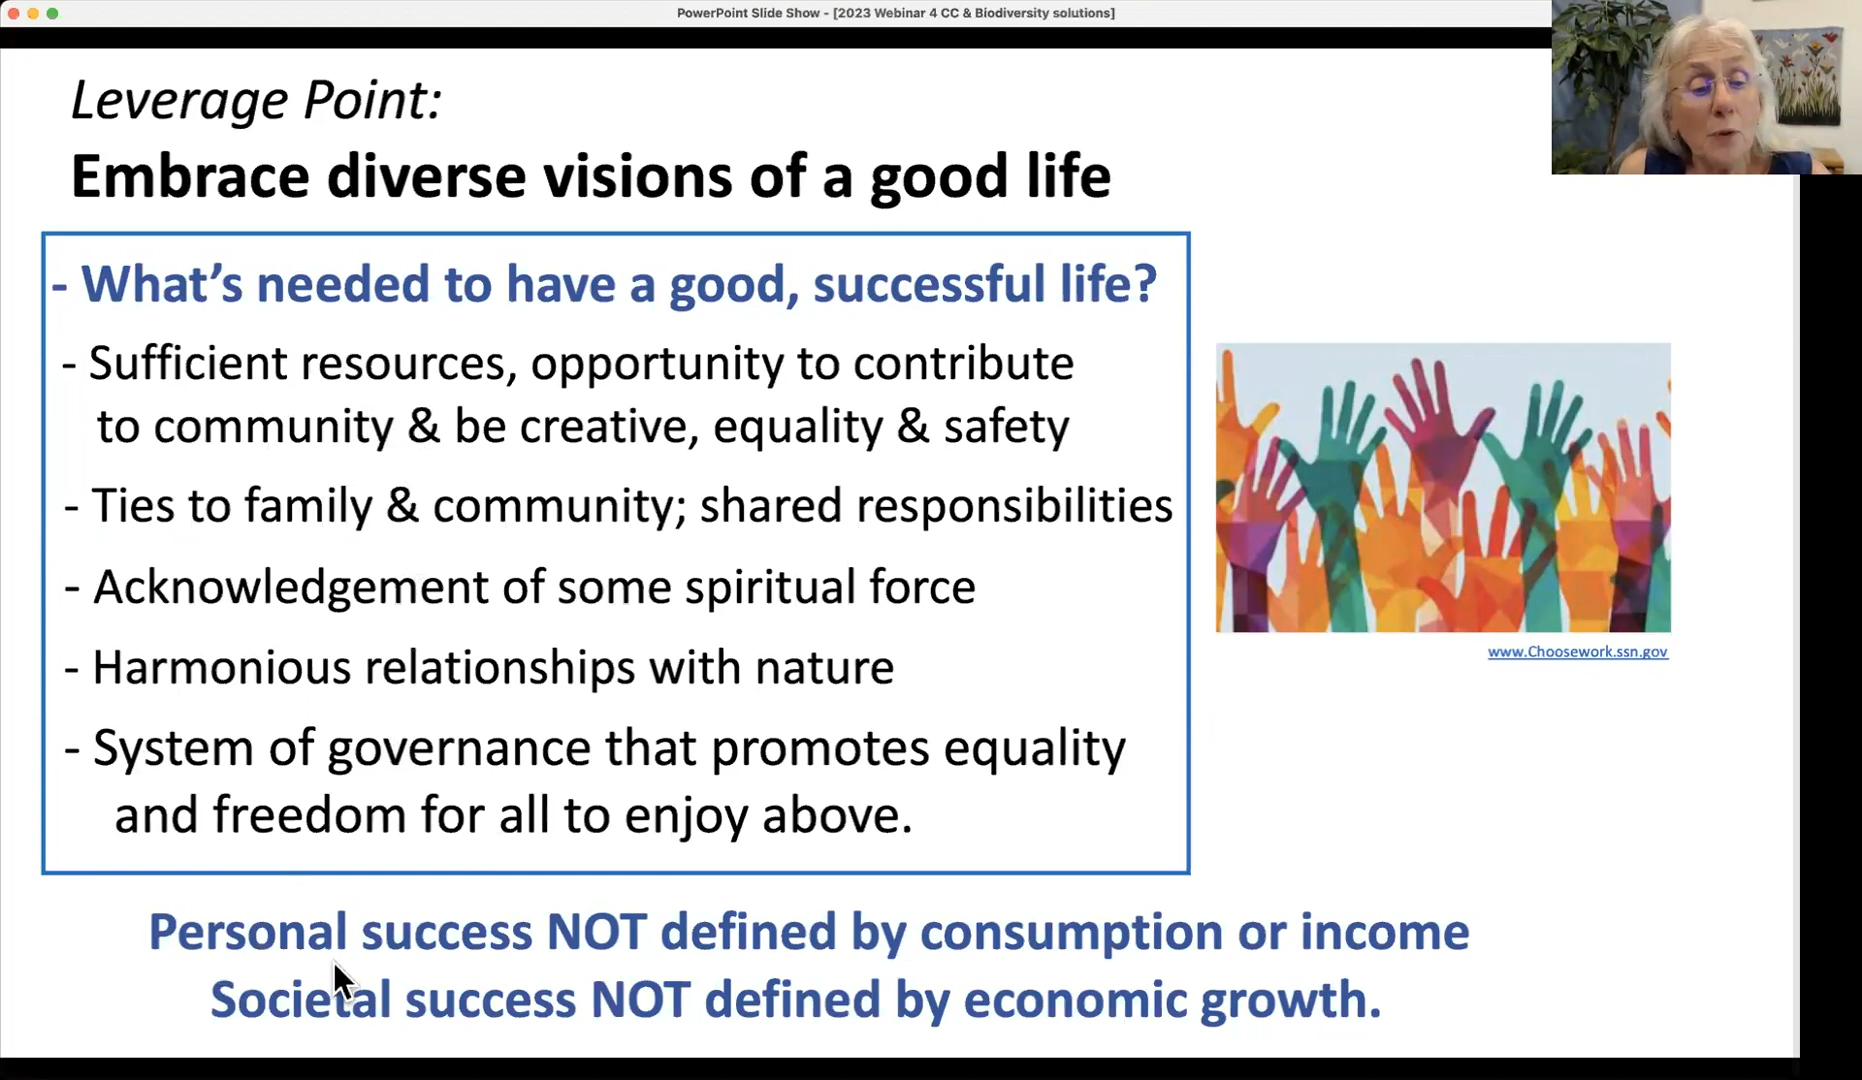 PowerPoint Slide Show - [2023 Webinar 4 CC & Biodiversity solutions]
Leverage Point:
Embrace diverse visions of a good life
- What's needed to have a good, successful life?
- Sufficient resources, opportunity to contribute
to community & be creative, equality & safety
- Ties to family & community; shared responsibilities
- Acknowledgement of some spiritual force
- Harmonious relationships with nature
- System of governance that promotes equality
and freedom for all to enjoy above.
www.Choosework.ssn.gov
Personal success NOT defined by consumption or income
Societal success NOT defined by economic growth.